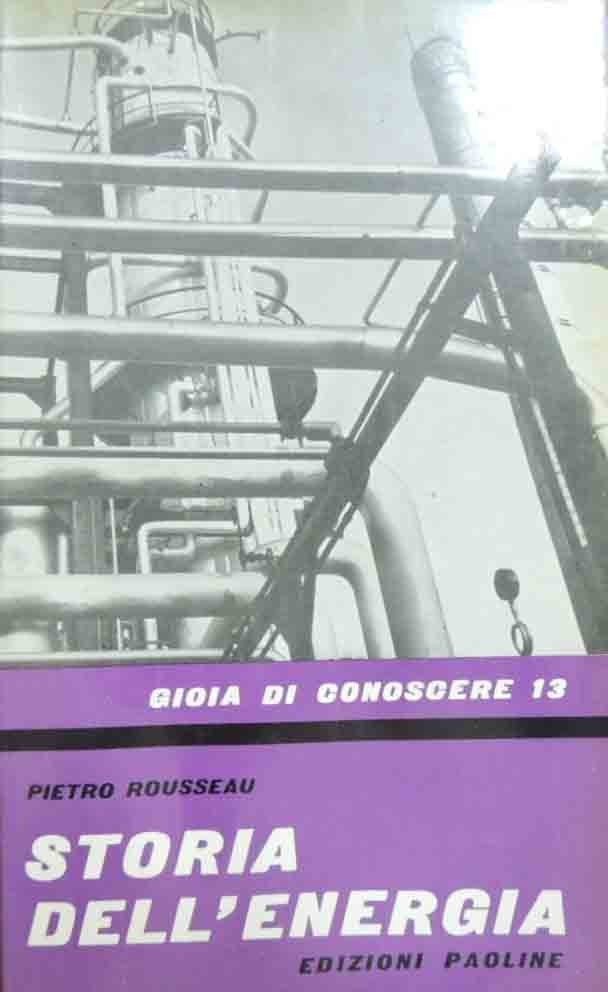 GIOIA DI CONOSCERE 13
PIETRO ROUSSEAU
STORIA
DELL'ENERGIA
EDIZIONI PAOLINE